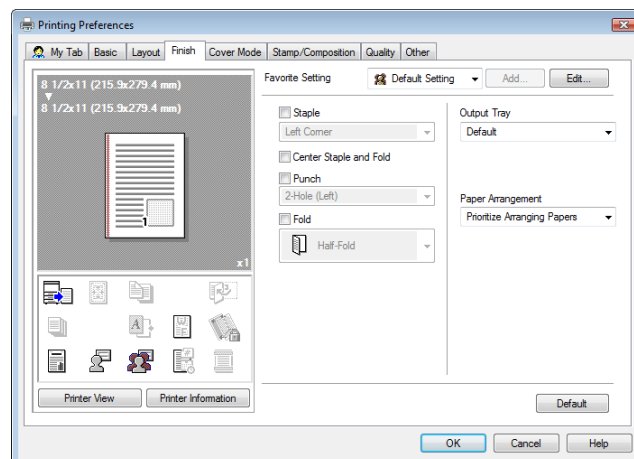 Printing Preferences
My Tab Basic Layout Finish Cover Mode Stamp/Composition Quality Other
8 1/2x11 (215.9x279.4 mm)
8 1/2x11 (215.9x279.4 mm)
1
x1
Printer View Printer Information
Favorite Setting Default Setting Add... Edit...
Staple
Left Corner
Center Staple and Fold
Punch
2-Hole (Left)
Fold
Half-Fold
Output Tray
Default
Paper Arrangement
Prioritize Arranging Papers
Default
OK Cancel Help